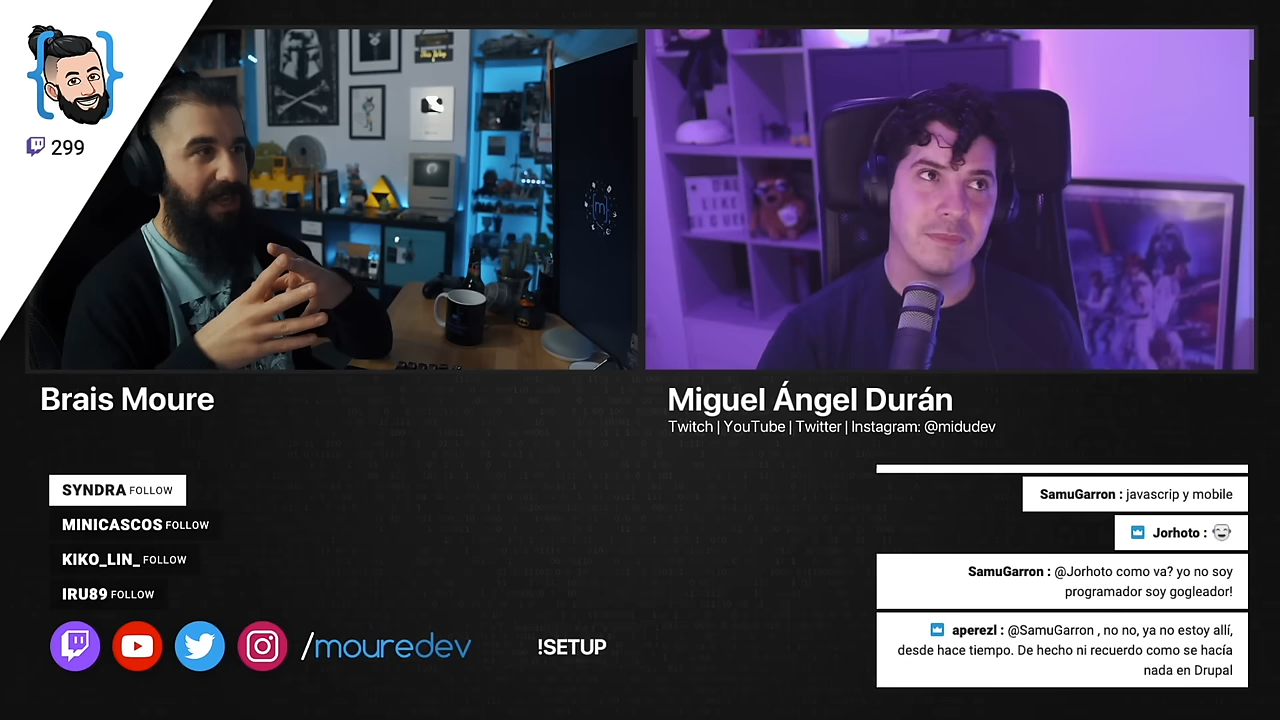 299
Brais Moure
Miguel Ángel Durán
Twitch | YouTube | Twitter | Instagram: @midudev
SYNDRA FOLLOW
MINICASCOS FOLLOW
KIKO_LIN_ FOLLOW
IRU89 FOLLOW
/mouredev
!SETUP
SamuGarron : javascrip y mobile
Jorhoto :
SamuGarron : @Jorhoto como va? yo no soy
programador soy gogleador!
aperezl : @SamuGarron , no no, ya no estoy allí,
desde hace tiempo. De hecho ni recuerdo como se hacía
nada en Drupal